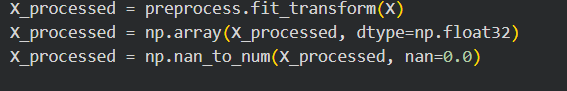 X_processed = preprocess.fit_transform(X)
X_processed = np.array(X_processed, dtype=np.float32)
X_processed = np.nan_to_num(X_processed, nan=0.0)